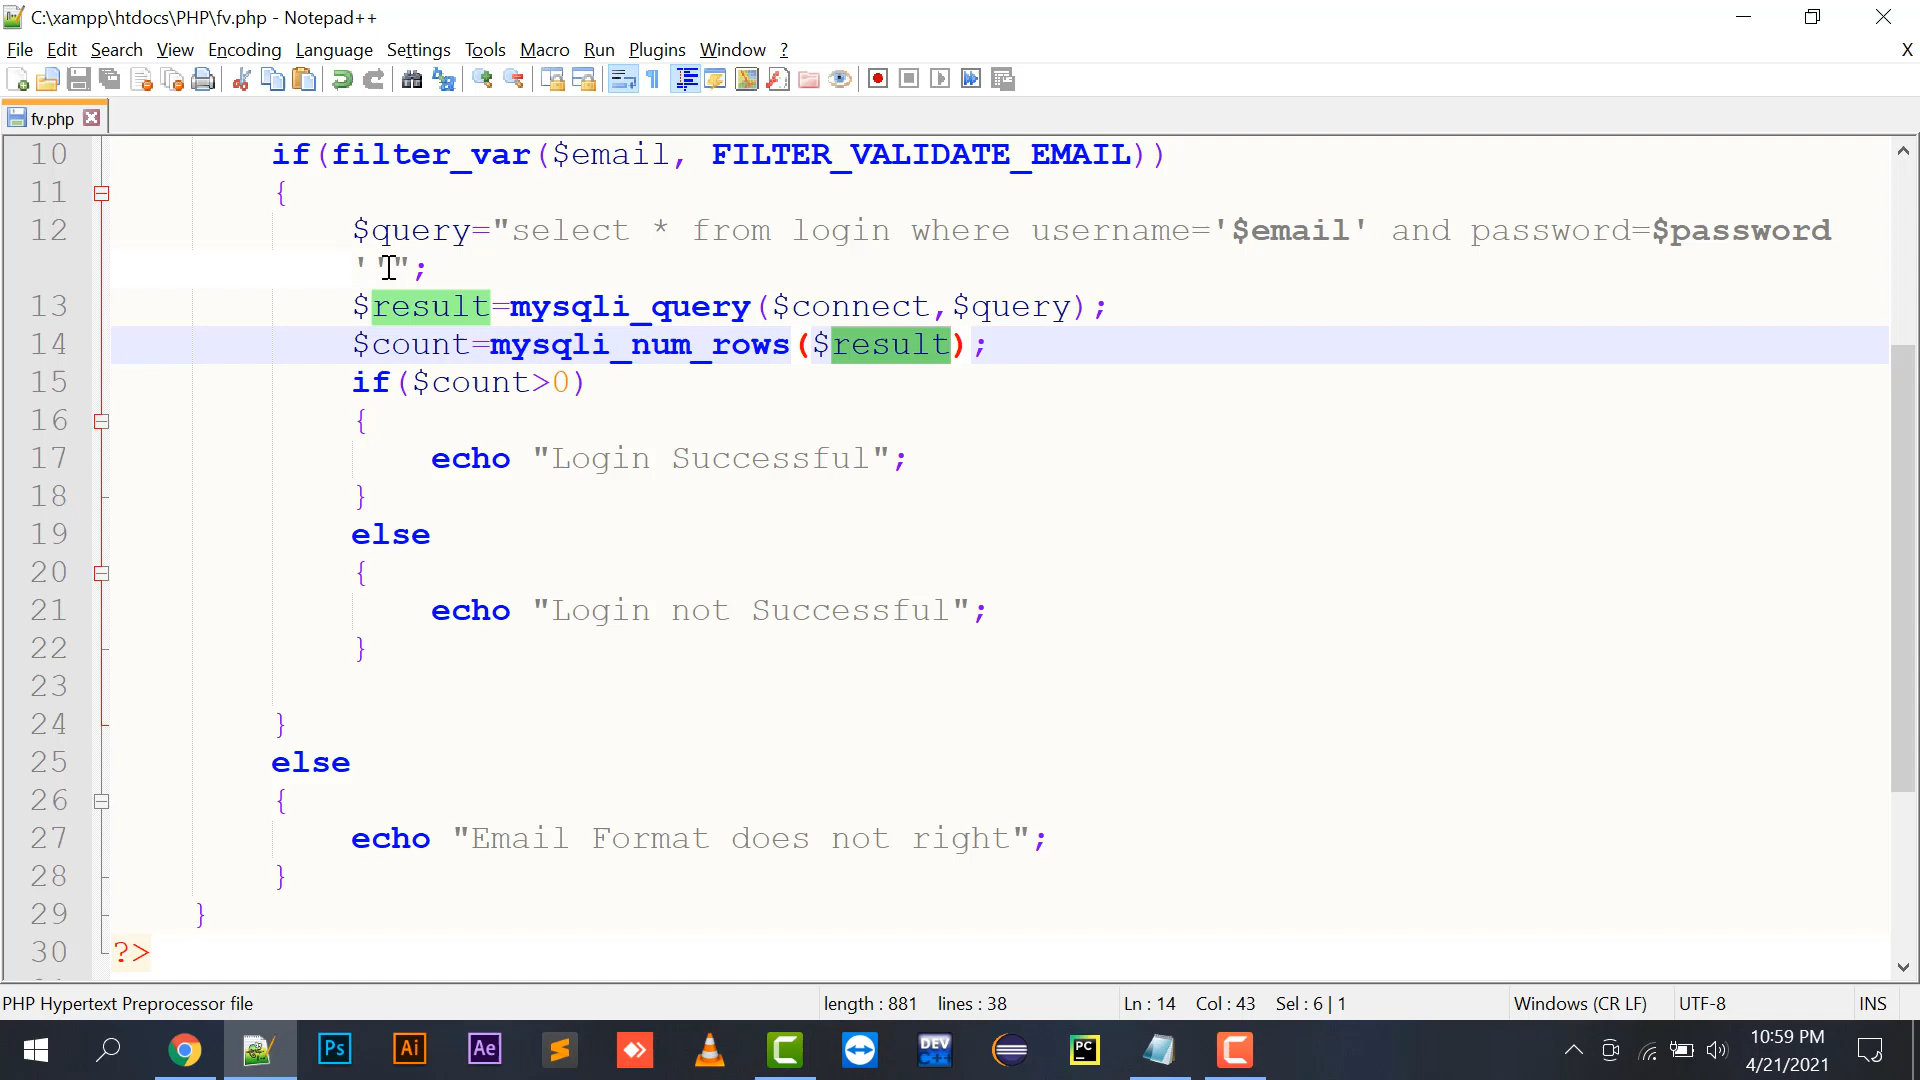 C:\xampp\htdocs\PHP\fv.php - Notepad++
File Edit Search View Encoding Language Settings Tools Macro Run Plugins Window ? X
fv.php
10 if(filter_var($email, FILTER_VALIDATE_EMAIL))
11 {
12 $query="select * from login where username='$email' and password=$password
''";
13 $result=mysqli_query($connect,$query);
14 $count=mysqli_num_rows($result);
15 if($count>0)
16 {
17 echo "Login Successful";
18 }
19 else
20 {
21 echo "Login not Successful";
22 }
23
24 }
25 else
26 {
27 echo "Email Format does not right";
28 }
29 }
30 ?>
PHP Hypertext Preprocessor file length : 881 lines : 38 Ln : 14 Col : 43 Sel : 6 | 1 Windows (CR LF) UTF-8 INS
Ps Ai Ae DEV C++ PC
10:59 PM
4/21/2021